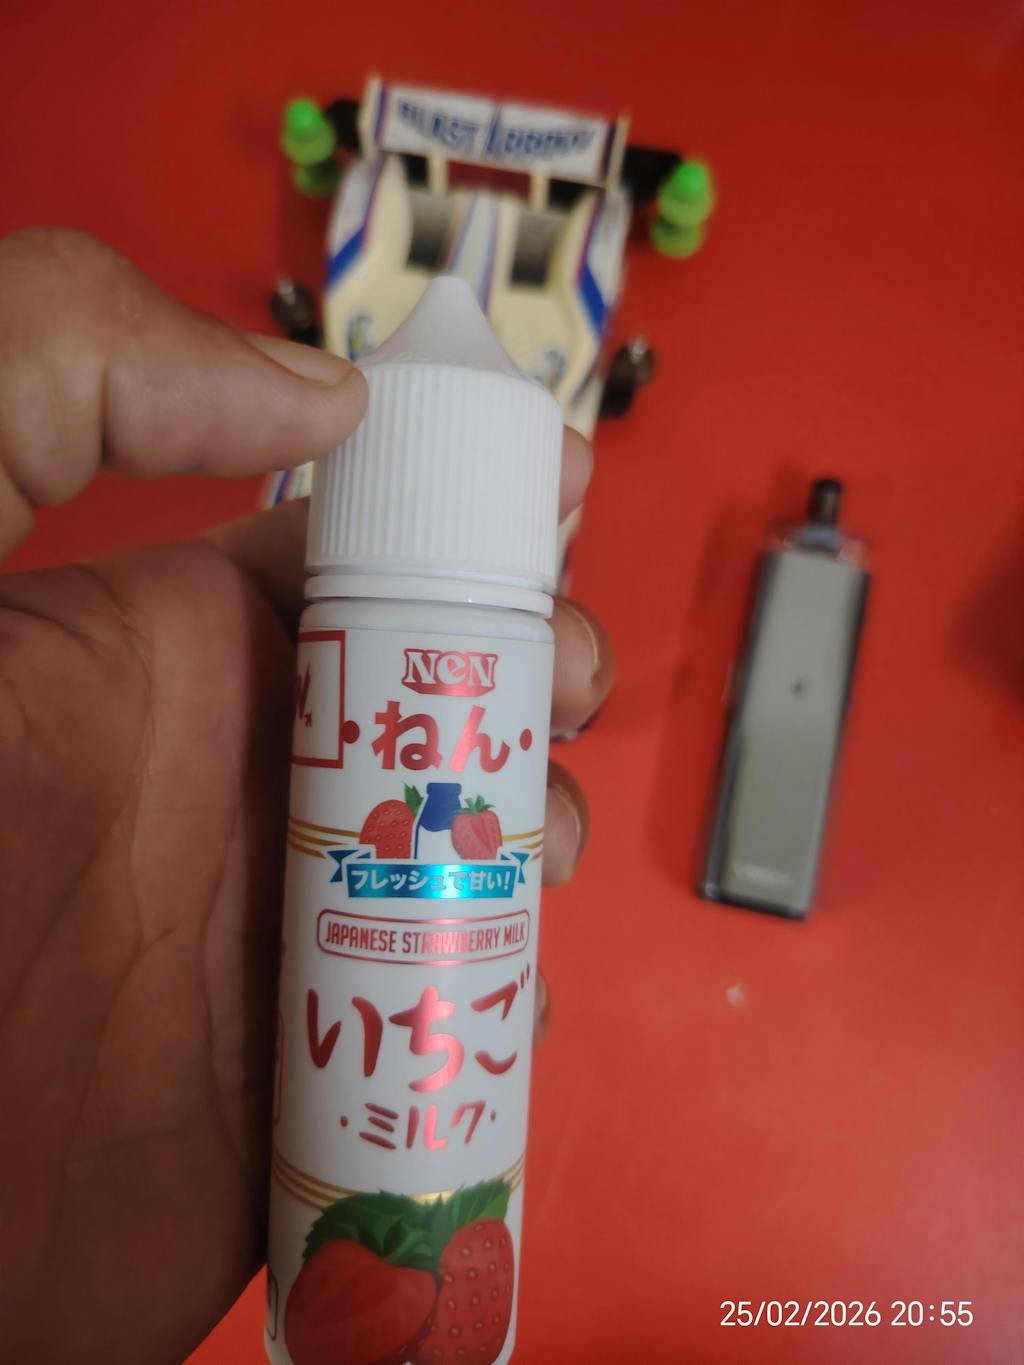 NeN
・ねん・
フレッシュで甘い!
JAPANESE STRAWBERRY MILK
いちご
・ミルク・
25/02/2026 20:55